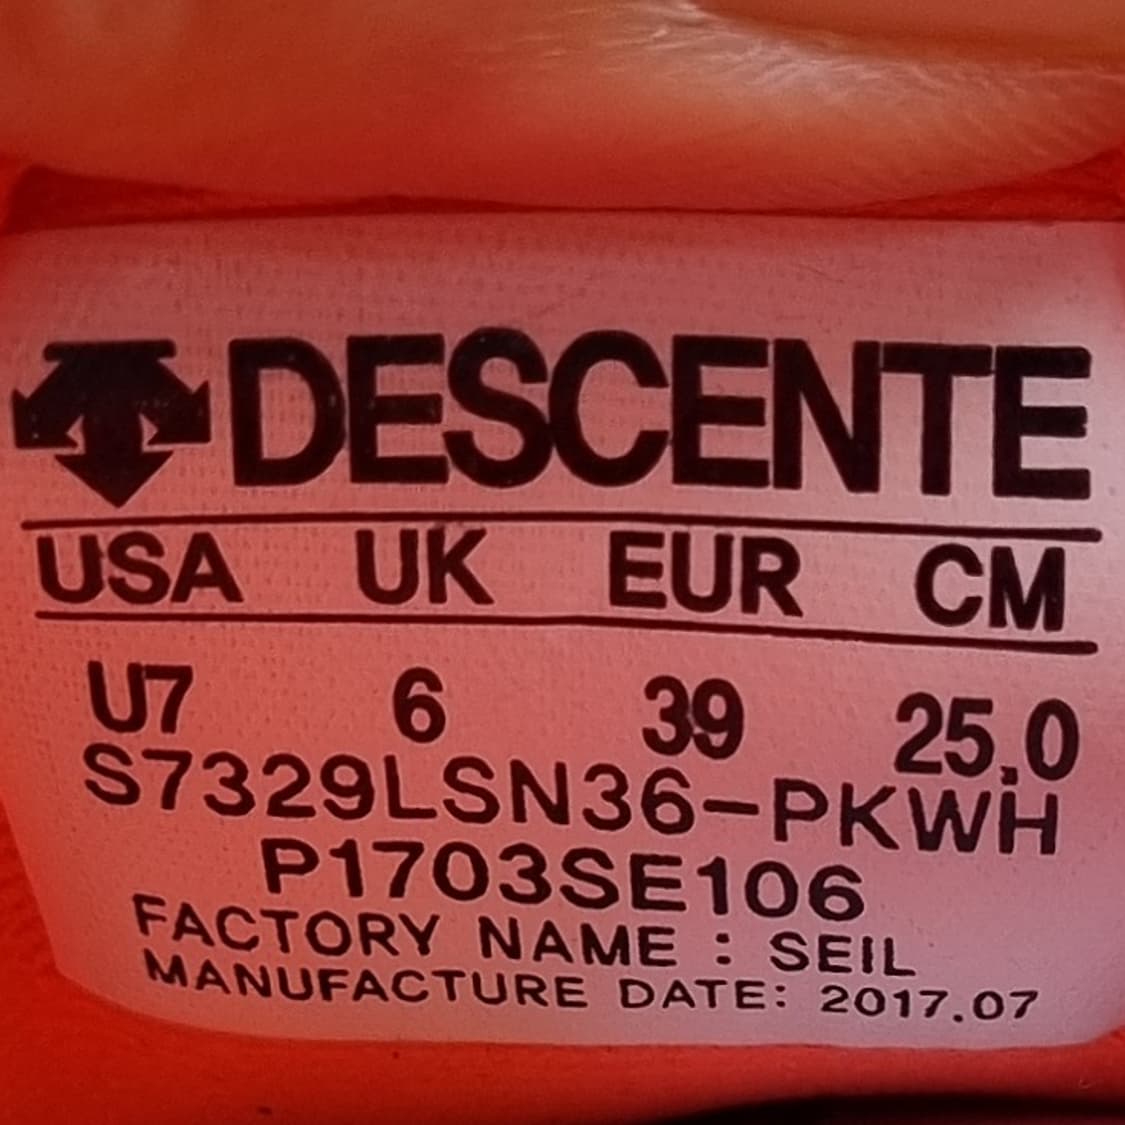 DESCENTE
USA UK EUR CM
U7 6 39 25.0
S7329LSN36-PKWH
P1703SE106
FACTORY NAME : SEIL
MANUFACTURE DATE: 2017.07